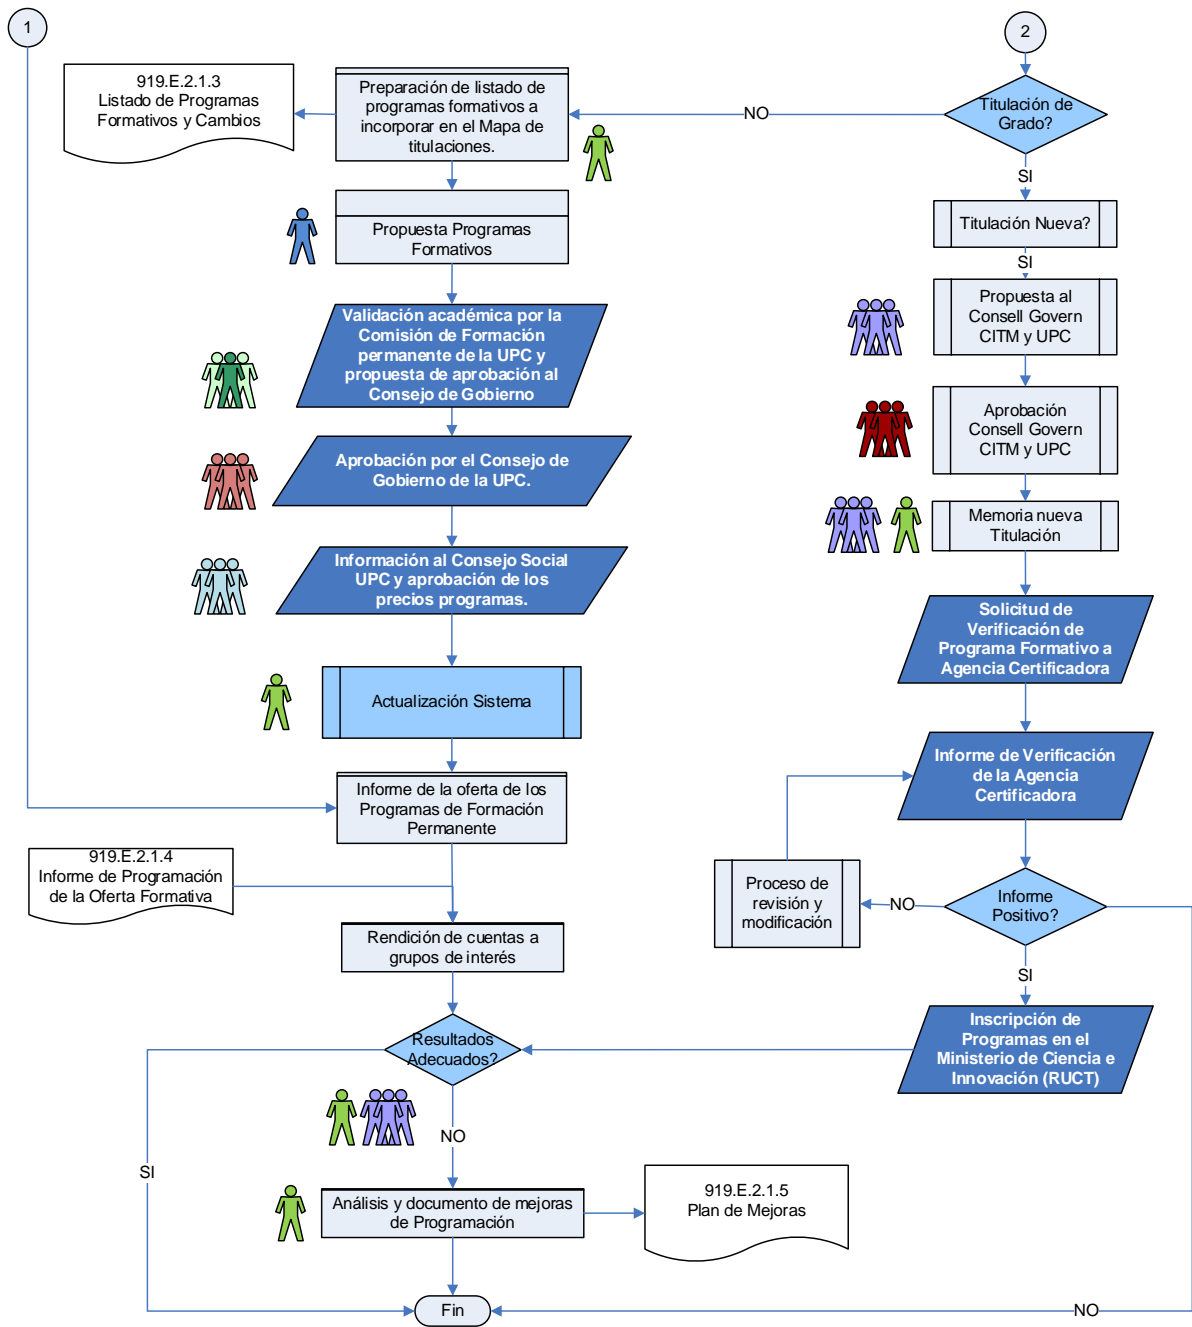 1
2
919.E.2.1.3
Listado de Programas
Formativos y Cambios
Preparación de listado de
programas formativos a
incorporar en el Mapa de
titulaciones.
NO
Titulación de
Grado?
SI
Titulación Nueva?
SI
Propuesta Programas
Formativos
Propuesta al
Consell Govern
CITM y UPC
Validación académica por la
Comisión de Formación
permanente de la UPC y
propuesta de aprobación al
Consejo de Gobierno
Aprobación
Consell Govern
CITM y UPC
Aprobación por el Consejo de
Gobierno de la UPC.
Memoria nueva
Titulación
Información al Consejo Social
UPC y aprobación de los
precios programas.
Solicitud de
Verificación de
Programa Formativo a
Agencia Certificadora
Actualización Sistema
Informe de Verificación
de la Agencia
Certificadora
Informe de la oferta de los
Programas de Formación
Permanente
919.E.2.1.4
Informe de Programación
de la Oferta Formativa
Proceso de
revisión y
modificación
NO
Informe
Positivo?
Rendición de cuentas a
grupos de interés
SI
Resultados
Adecuados?
Inscripción de
Programas en el
Ministerio de Ciencia e
Innovación (RUCT)
NO
SI
Análisis y documento de mejoras
de Programación
919.E.2.1.5
Plan de Mejoras
Fin
NO